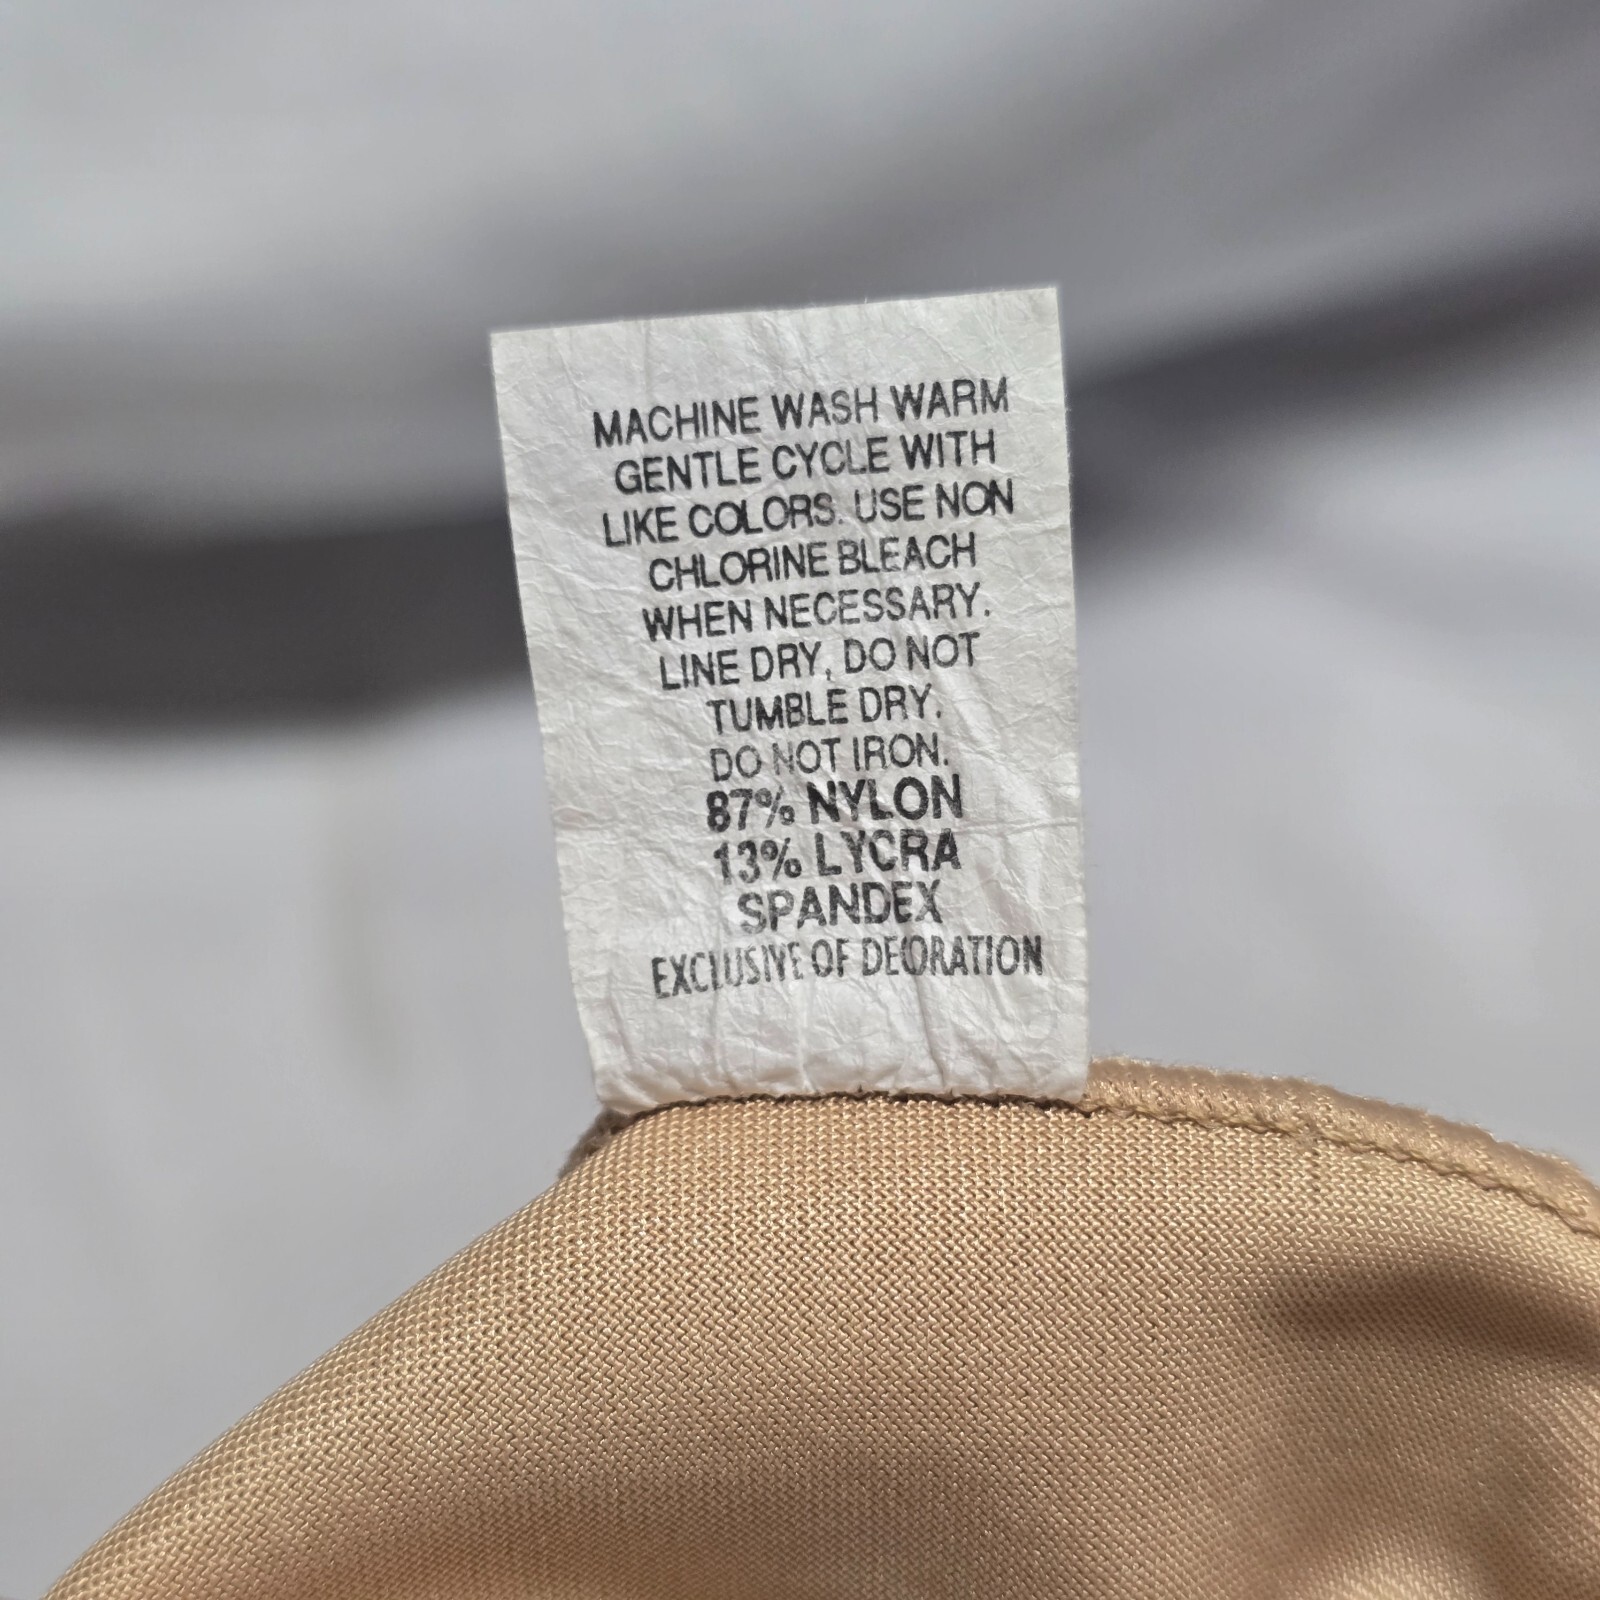 MACHINE WASH WARM
GENTLE CYCLE WITH
LIKE COLORS. USE NON
CHLORINE BLEACH
WHEN NECESSARY.
LINE DRY, DO NOT
TUMBLE DRY.
DO NOT IRON.
87% NYLON
13% LYCRA
SPANDEX
EXCLUSIVE OF DECORATION